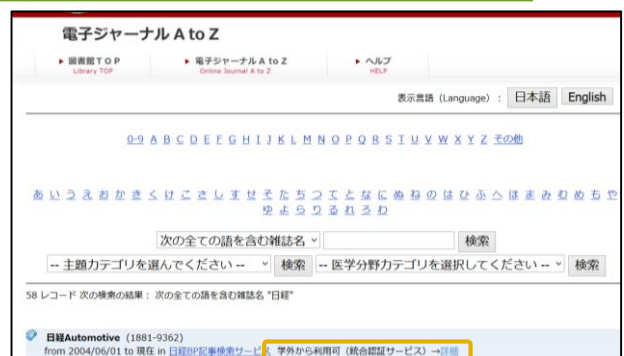 電子ジャーナル A to Z
図書館TOP
Library TOP
電子ジャーナル A to Z
Online Journal A to Z
ヘルプ
HELP
表示言語 (Language) : 日本語 English
0-9 A B C D E F G H I J K L M N O P Q R S T U V W X Y Z その他
あ い う え お か き く け こ さ し す せ そ た ち つ て と な に ぬ ね の は ひ ふ へ ほ ま み む め も や
ゆ よ ら り る れ ろ わ
次の全ての語を含む雑誌名 検索
-- 主題カテゴリを選んでください -- 検索 -- 医学分野カテゴリを選択してください -- 検索
58 レコード 次の検索の結果 : 次の全ての語を含む雑誌名 "日経"
日経Automotive (1881-9362)
from 2004/06/01 to 現在 in 日経BP記事検索サービス 学外から利用可 (統合認証サービス) →詳細